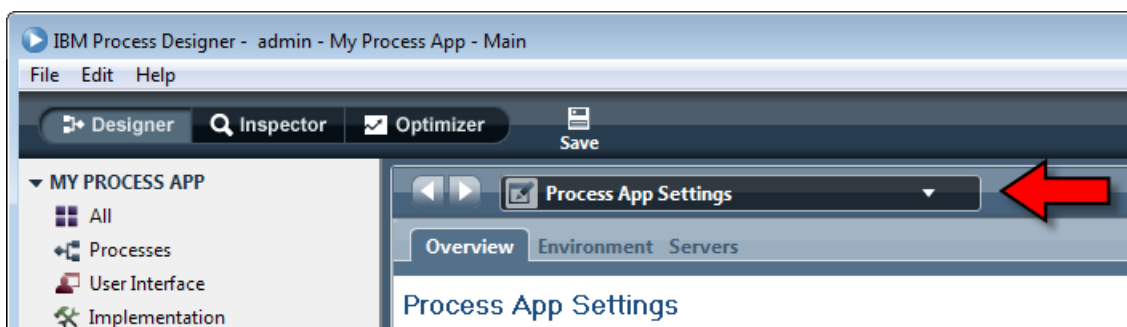 IBM Process Designer - admin - My Process App - Main
File Edit Help
Designer Inspector Optimizer Save
MY PROCESS APP
Process App Settings
All
Processes
Overview Environment Servers
User Interface
Process App Settings
Implementation